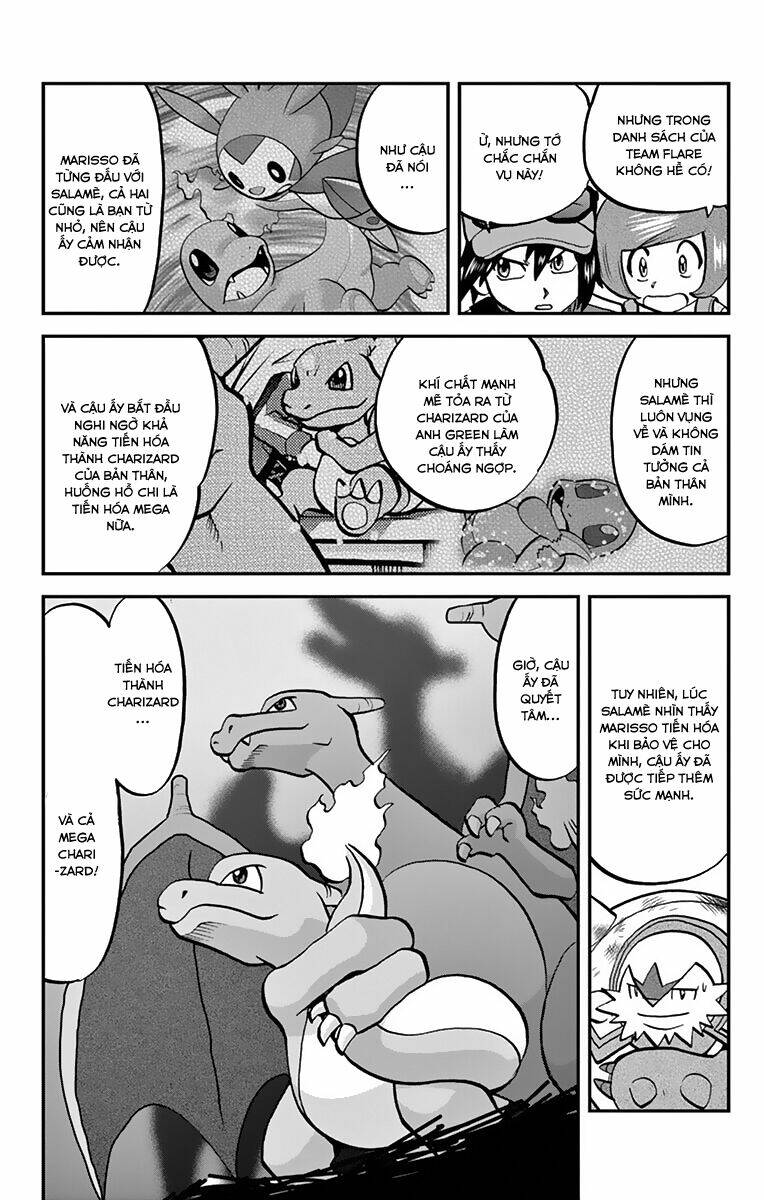 NHƯNG TRONG
DANH SÁCH CỦA
TEAM FLARE
KHÔNG HỀ CÓ!
Ừ, NHƯNG TỚ
CHẮC CHẮN
VỤ NÀY!
NHƯ CẬU
ĐÃ NÓI
...
MARISSO ĐÃ
TỪNG ĐẤU VỚI
SALAMÈ, CẢ HAI
CŨNG LÀ BẠN TỪ
NHỎ, NÊN CẬU
ẤY CẢM NHẬN
ĐƯỢC.
NHƯNG
SALAMÈ THÌ
LUÔN VỤNG
VỀ VÀ KHÔNG
DÁM TIN
TƯỞNG CẢ
BẢN THÂN
MÌNH.
KHÍ CHẤT MẠNH
MẼ TỎA RA TỪ
CHARIZARD CỦA
ANH GREEN LÀM
CẬU ẤY THẤY
CHOÁNG NGỢP.
VÀ CẬU ẤY BẮT ĐẦU
NGHI NGỜ KHẢ
NĂNG TIẾN HÓA
THÀNH CHARIZARD
CỦA BẢN THÂN,
HUỐNG HỒ CHI LÀ
TIẾN HÓA MEGA
NỮA.
TUY NHIÊN, LÚC
SALAMÈ NHÌN THẤY
MARISSO TIẾN HÓA
KHI BẢO VỆ CHO
MÌNH, CẬU ẤY ĐÃ
ĐƯỢC TIẾP THÊM
SỨC MẠNH.
GIỜ, CẬU
ẤY ĐÃ
QUYẾT
TÂM...
TIẾN HÓA
THÀNH
CHARIZARD
...
VÀ CẢ
MEGA
CHARI
-ZARD!